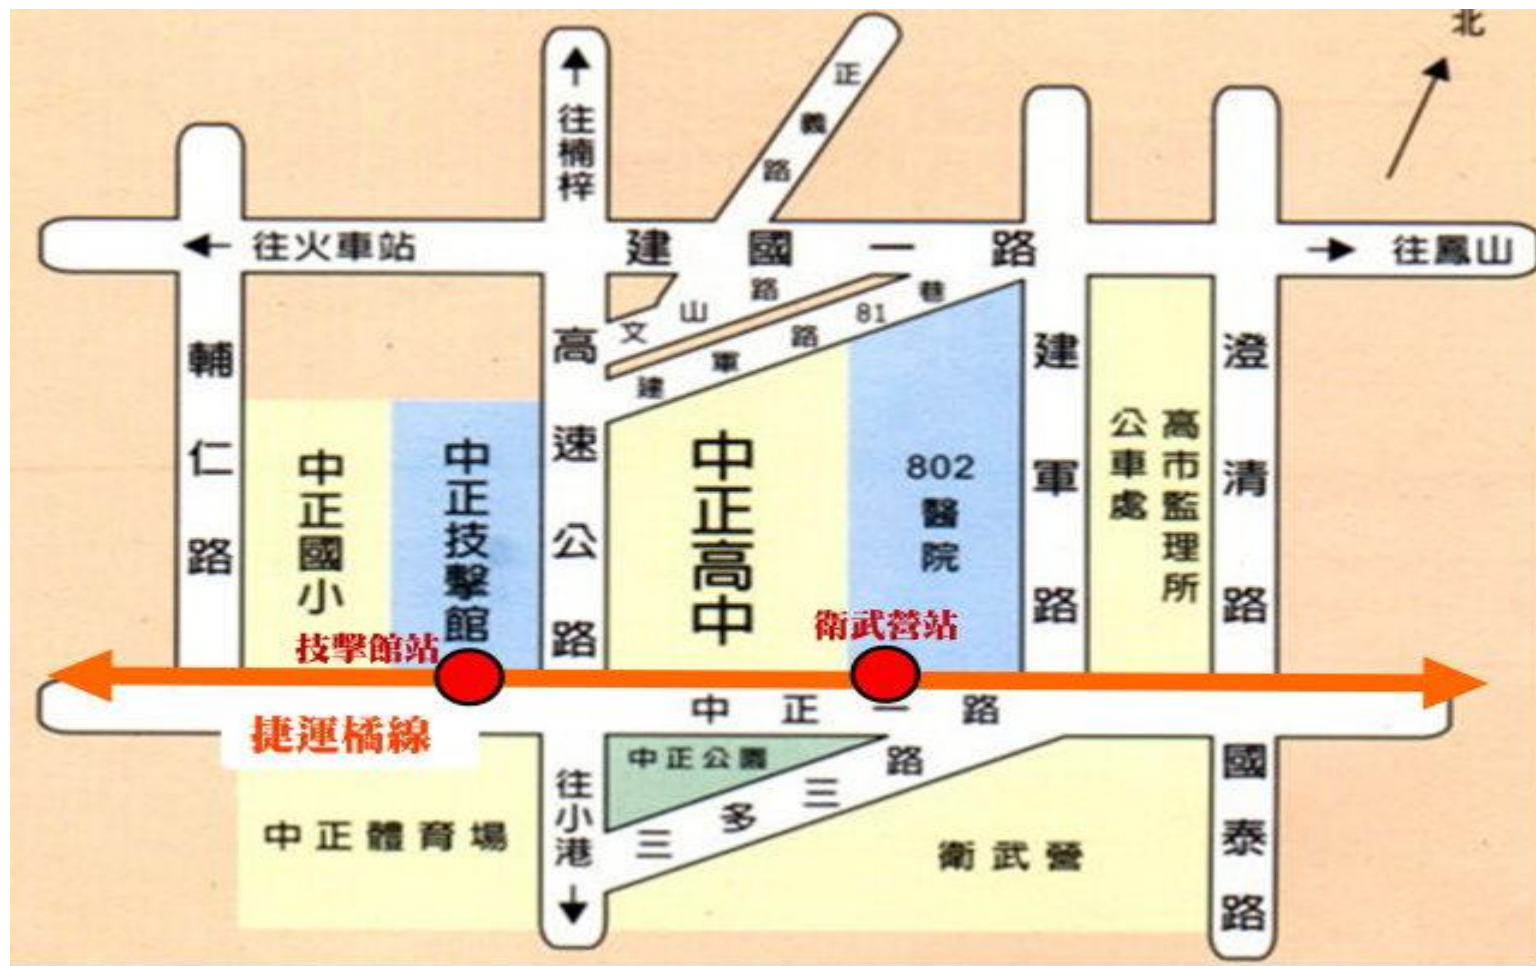 北
往楠梓
正義路
往火車站
建國一路
往鳳山
文山路
建軍路81巷
輔仁路
高速公路
建軍路
澄清路
中正國小
中正技擊館
中正高中
802
醫院
高市監理所
公車處
技擊館站
衛武營站
中正一路
捷運橘線
中正公園
三多三路
往小港
中正體育場
衛武營
國泰路